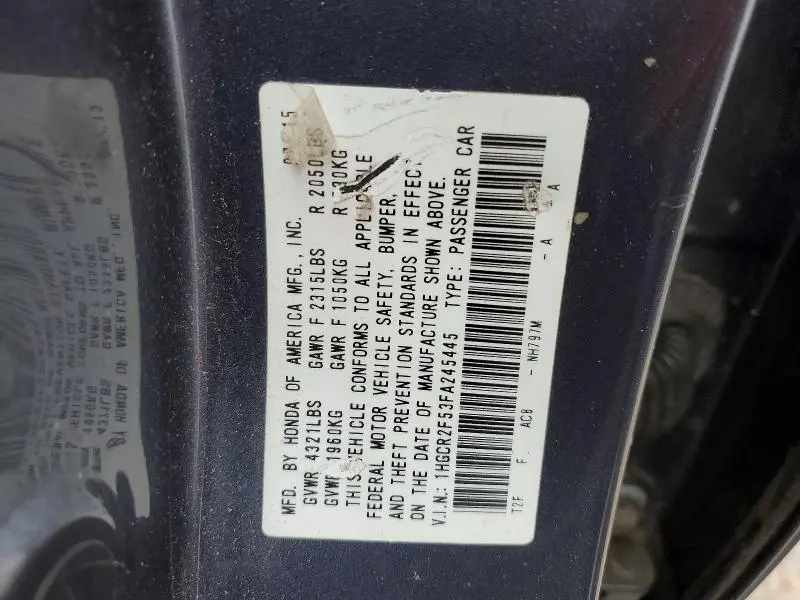 MFD. BY HONDA OF AMERICA MFG., INC. 15
GVWR 4321LBS GAWR F 2315LBS R 2050LBS
GVWR 1960KG GAWR F 1050KG R 30KG
THIS VEHICLE CONFORMS TO ALL APPLICABLE
FEDERAL MOTOR VEHICLE SAFETY, BUMPER,
AND THEFT PREVENTION STANDARDS IN EFFECT
ON THE DATE OF MANUFACTURE SHOWN ABOVE.
V.I.N.: 1HGCR2F53FA245445 TYPE: PASSENGER CAR
T2F F. AC8 - NH797M - A A